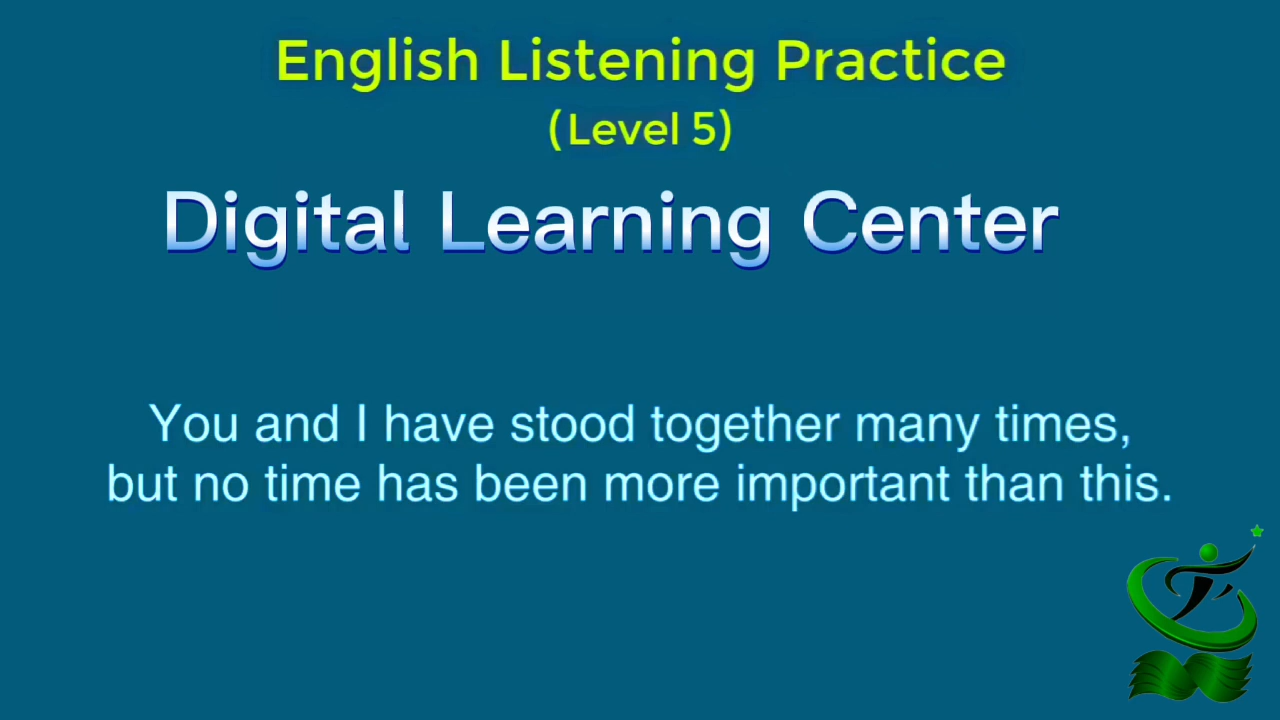 English Listening Practice
(Level 5)
Digital Learning Center
You and I have stood together many times,
but no time has been more important than this.